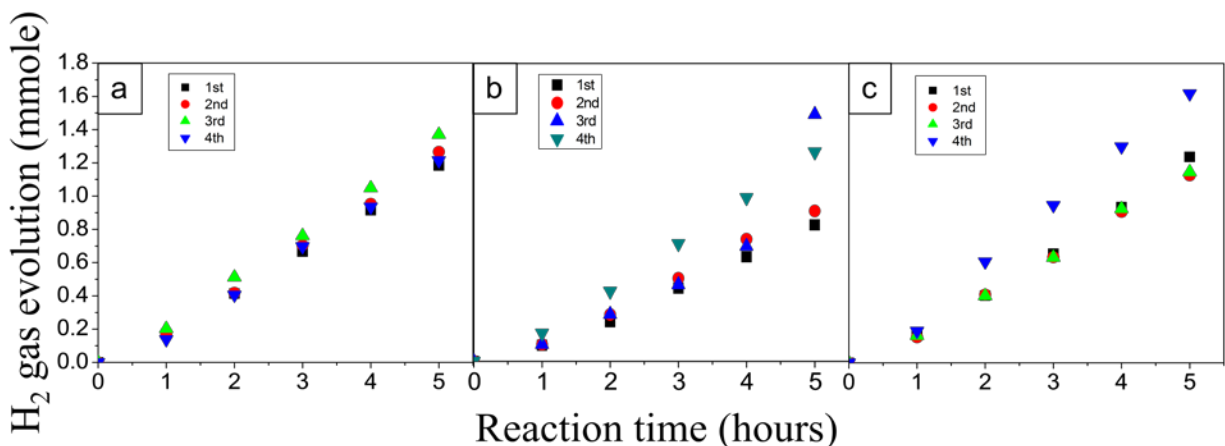 H2 gas evolution (mmole)
1.8
1.6
1.4
1.2
1.0
0.8
0.6
0.4
0.2
0.0
a
1st
2nd
3rd
4th
0 1 2 3 4 5
b
1st
2nd
3rd
4th
0 1 2 3 4 5
c
1st
2nd
3rd
4th
0 1 2 3 4 5
Reaction time (hours)